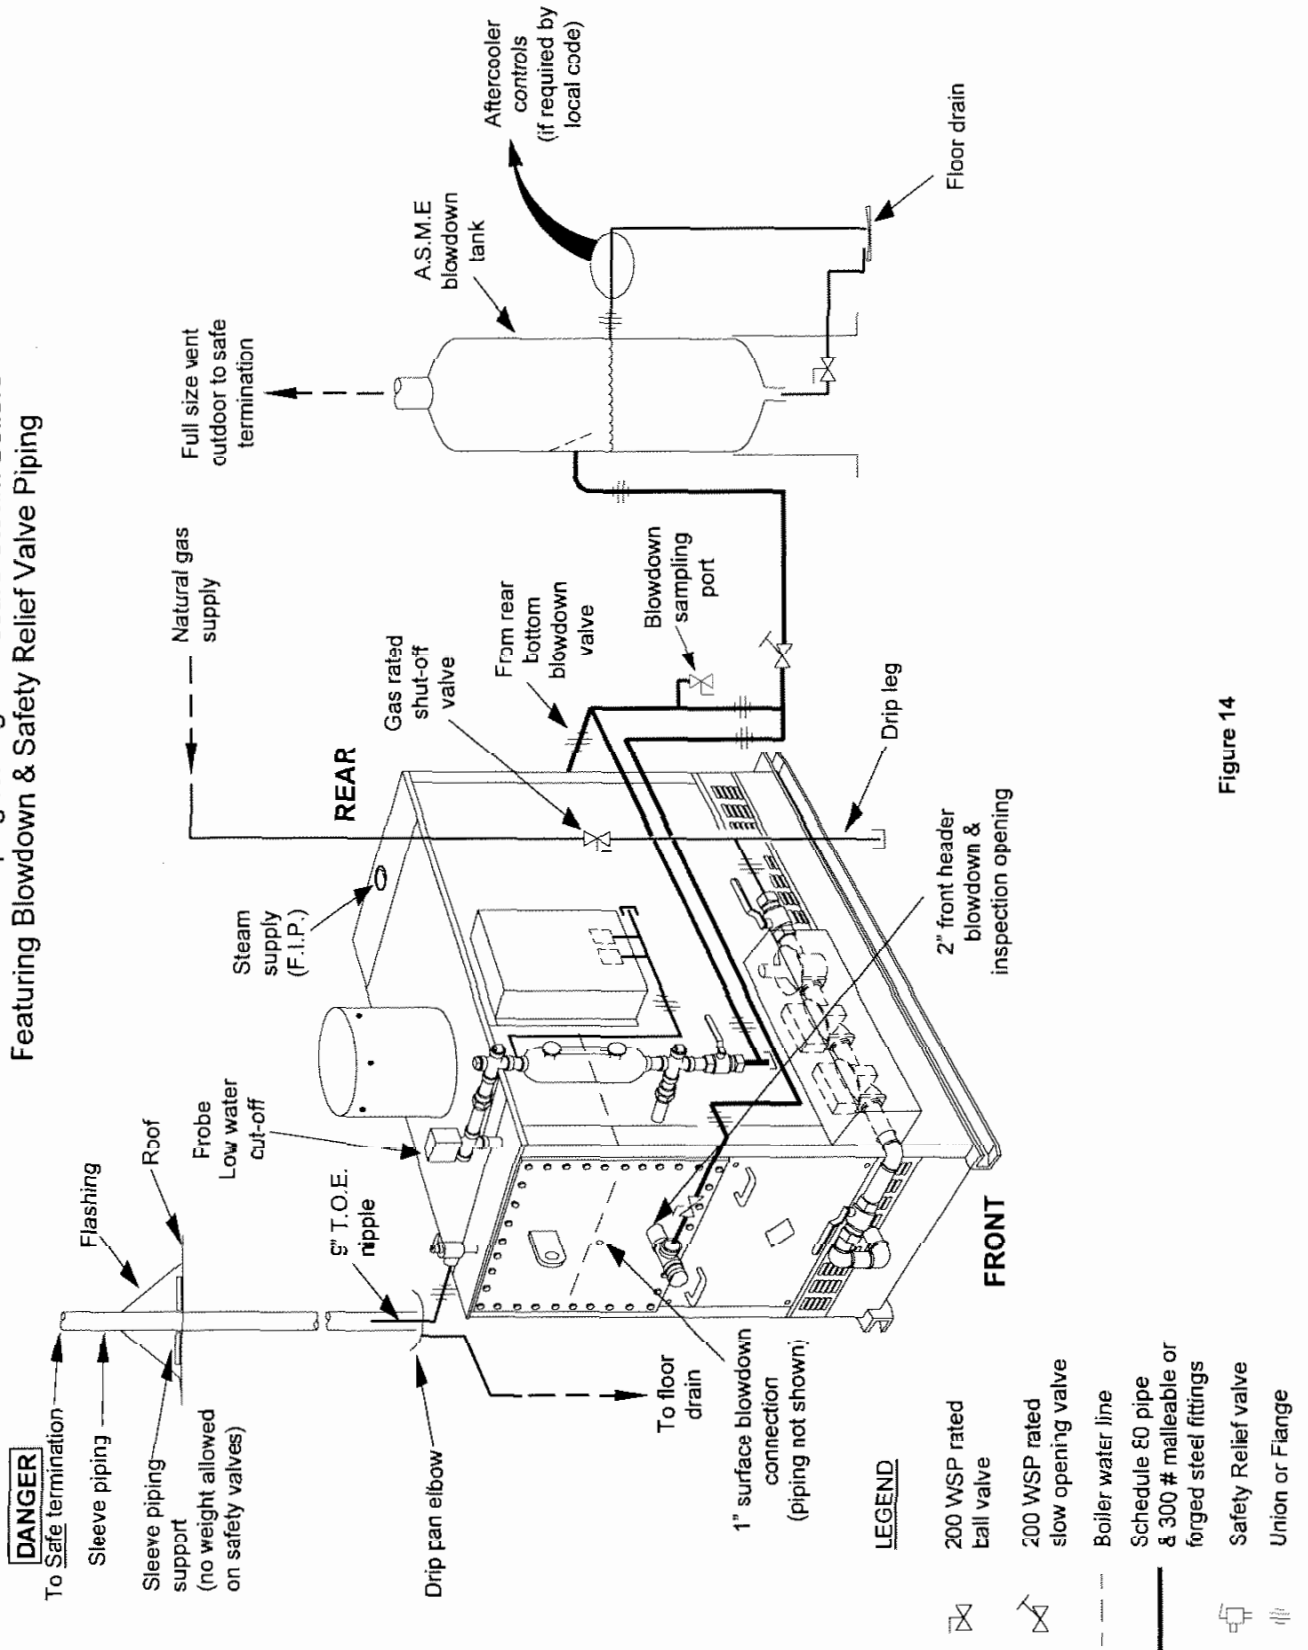 Featuring Blowdown & Safety Relief Valve Piping
DANGER
To Safe termination
Sleeve piping
Sleeve piping
support
(no weight allowed
on safety valves)
Flashing
Roof
Drip pan elbow
9" T.O.E.
nipple
To floor
drain
Frobe
Low water
cut-off
Steam
supply
(F.I.P.)
REAR
Natural gas
supply
Gas rated
shut-off
valve
Full size vent
outdoor to safe
termination
From rear
bottom
blowdown
valve
Blowdown
sampling
port
A.S.M.E
blowdown
tank
Aftercooler
controls
(if required by
local code)
Floor drain
Drip leg
2" front header
blowdown &
inspection opening
FRONT
1" surface blowdown
connection
(piping not shown)
LEGEND
200 WSP rated
ball valve
200 WSP rated
slow opening valve
Boiler water line
Schedule 80 pipe
& 300 # malleable or
forged steel fittings
Safety Relief valve
Union or Flange
Figure 14